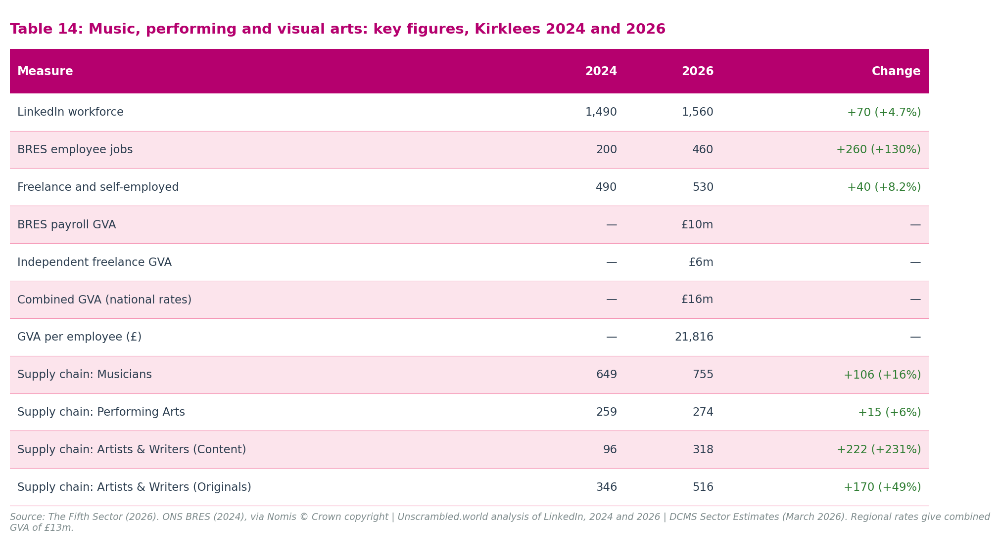 Table 14: Music, performing and visual arts: key figures, Kirklees 2024 and 2026
Measure 2024 2026 Change
LinkedIn workforce 1,490 1,560 +70 (+4.7%)
BRES employee jobs 200 460 +260 (+130%)
Freelance and self-employed 490 530 +40 (+8.2%)
BRES payroll GVA — £10m —
Independent freelance GVA — £6m —
Combined GVA (national rates) — £16m —
GVA per employee (£) — 21,816 —
Supply chain: Musicians 649 755 +106 (+16%)
Supply chain: Performing Arts 259 274 +15 (+6%)
Supply chain: Artists & Writers (Content) 96 318 +222 (+231%)
Supply chain: Artists & Writers (Originals) 346 516 +170 (+49%)
Source: The Fifth Sector (2026). ONS BRES (2024), via Nomis © Crown copyright | Unscrambled.world analysis of LinkedIn, 2024 and 2026 | DCMS Sector Estimates (March 2026). Regional rates give combined
GVA of £13m.